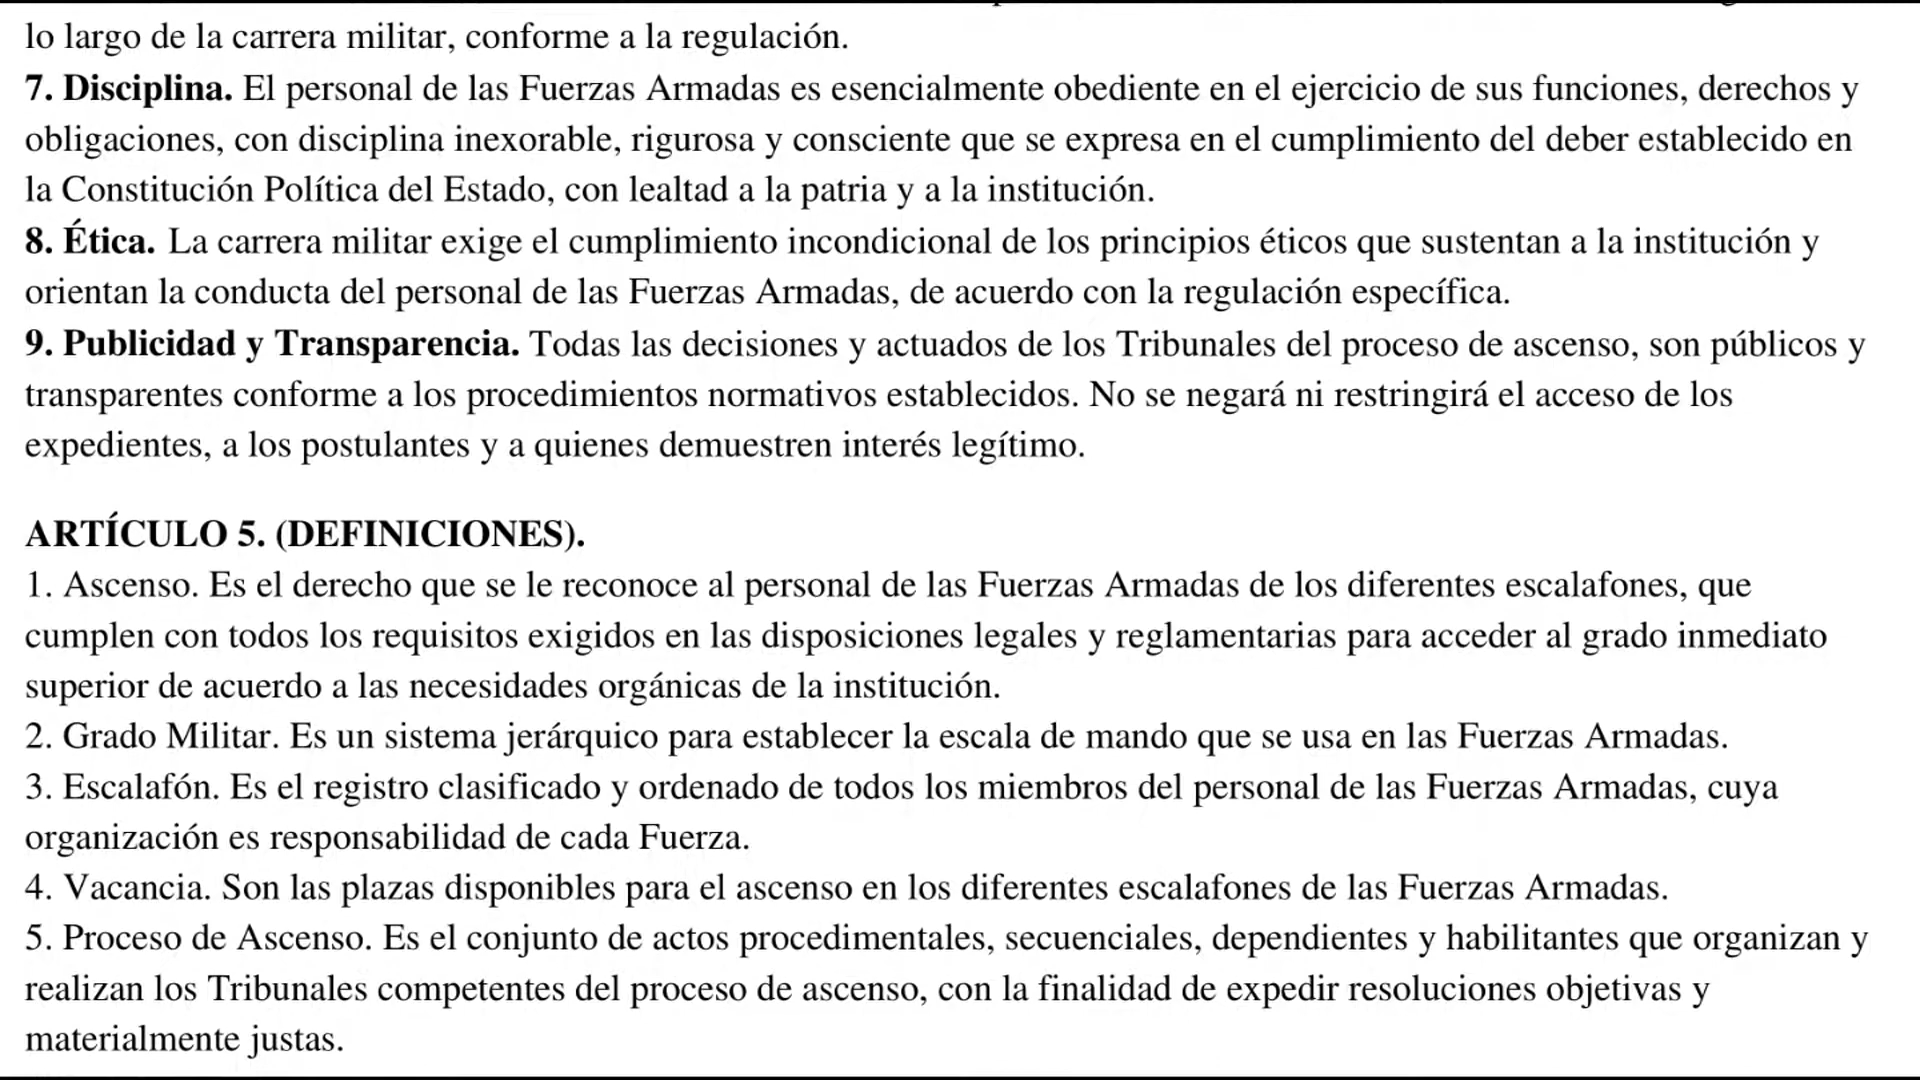 lo largo de la carrera militar, conforme a la regulación.
7. Disciplina. El personal de las Fuerzas Armadas es esencialmente obediente en el ejercicio de sus funciones, derechos y
obligaciones, con disciplina inexorable, rigurosa y consciente que se expresa en el cumplimiento del deber establecido en
la Constitución Política del Estado, con lealtad a la patria y a la institución.
8. Ética. La carrera militar exige el cumplimiento incondicional de los principios éticos que sustentan a la institución y
orientan la conducta del personal de las Fuerzas Armadas, de acuerdo con la regulación específica.
9. Publicidad y Transparencia. Todas las decisiones y actuados de los Tribunales del proceso de ascenso, son públicos y
transparentes conforme a los procedimientos normativos establecidos. No se negará ni restringirá el acceso de los
expedientes, a los postulantes y a quienes demuestren interés legítimo.
ARTÍCULO 5. (DEFINICIONES).
1. Ascenso. Es el derecho que se le reconoce al personal de las Fuerzas Armadas de los diferentes escalafones, que
cumplen con todos los requisitos exigidos en las disposiciones legales y reglamentarias para acceder al grado inmediato
superior de acuerdo a las necesidades orgánicas de la institución.
2. Grado Militar. Es un sistema jerárquico para establecer la escala de mando que se usa en las Fuerzas Armadas.
3. Escalafón. Es el registro clasificado y ordenado de todos los miembros del personal de las Fuerzas Armadas, cuya
organización es responsabilidad de cada Fuerza.
4. Vacancia. Son las plazas disponibles para el ascenso en los diferentes escalafones de las Fuerzas Armadas.
5. Proceso de Ascenso. Es el conjunto de actos procedimentales, secuenciales, dependientes y habilitantes que organizan y
realizan los Tribunales competentes del proceso de ascenso, con la finalidad de expedir resoluciones objetivas y
materialmente justas.